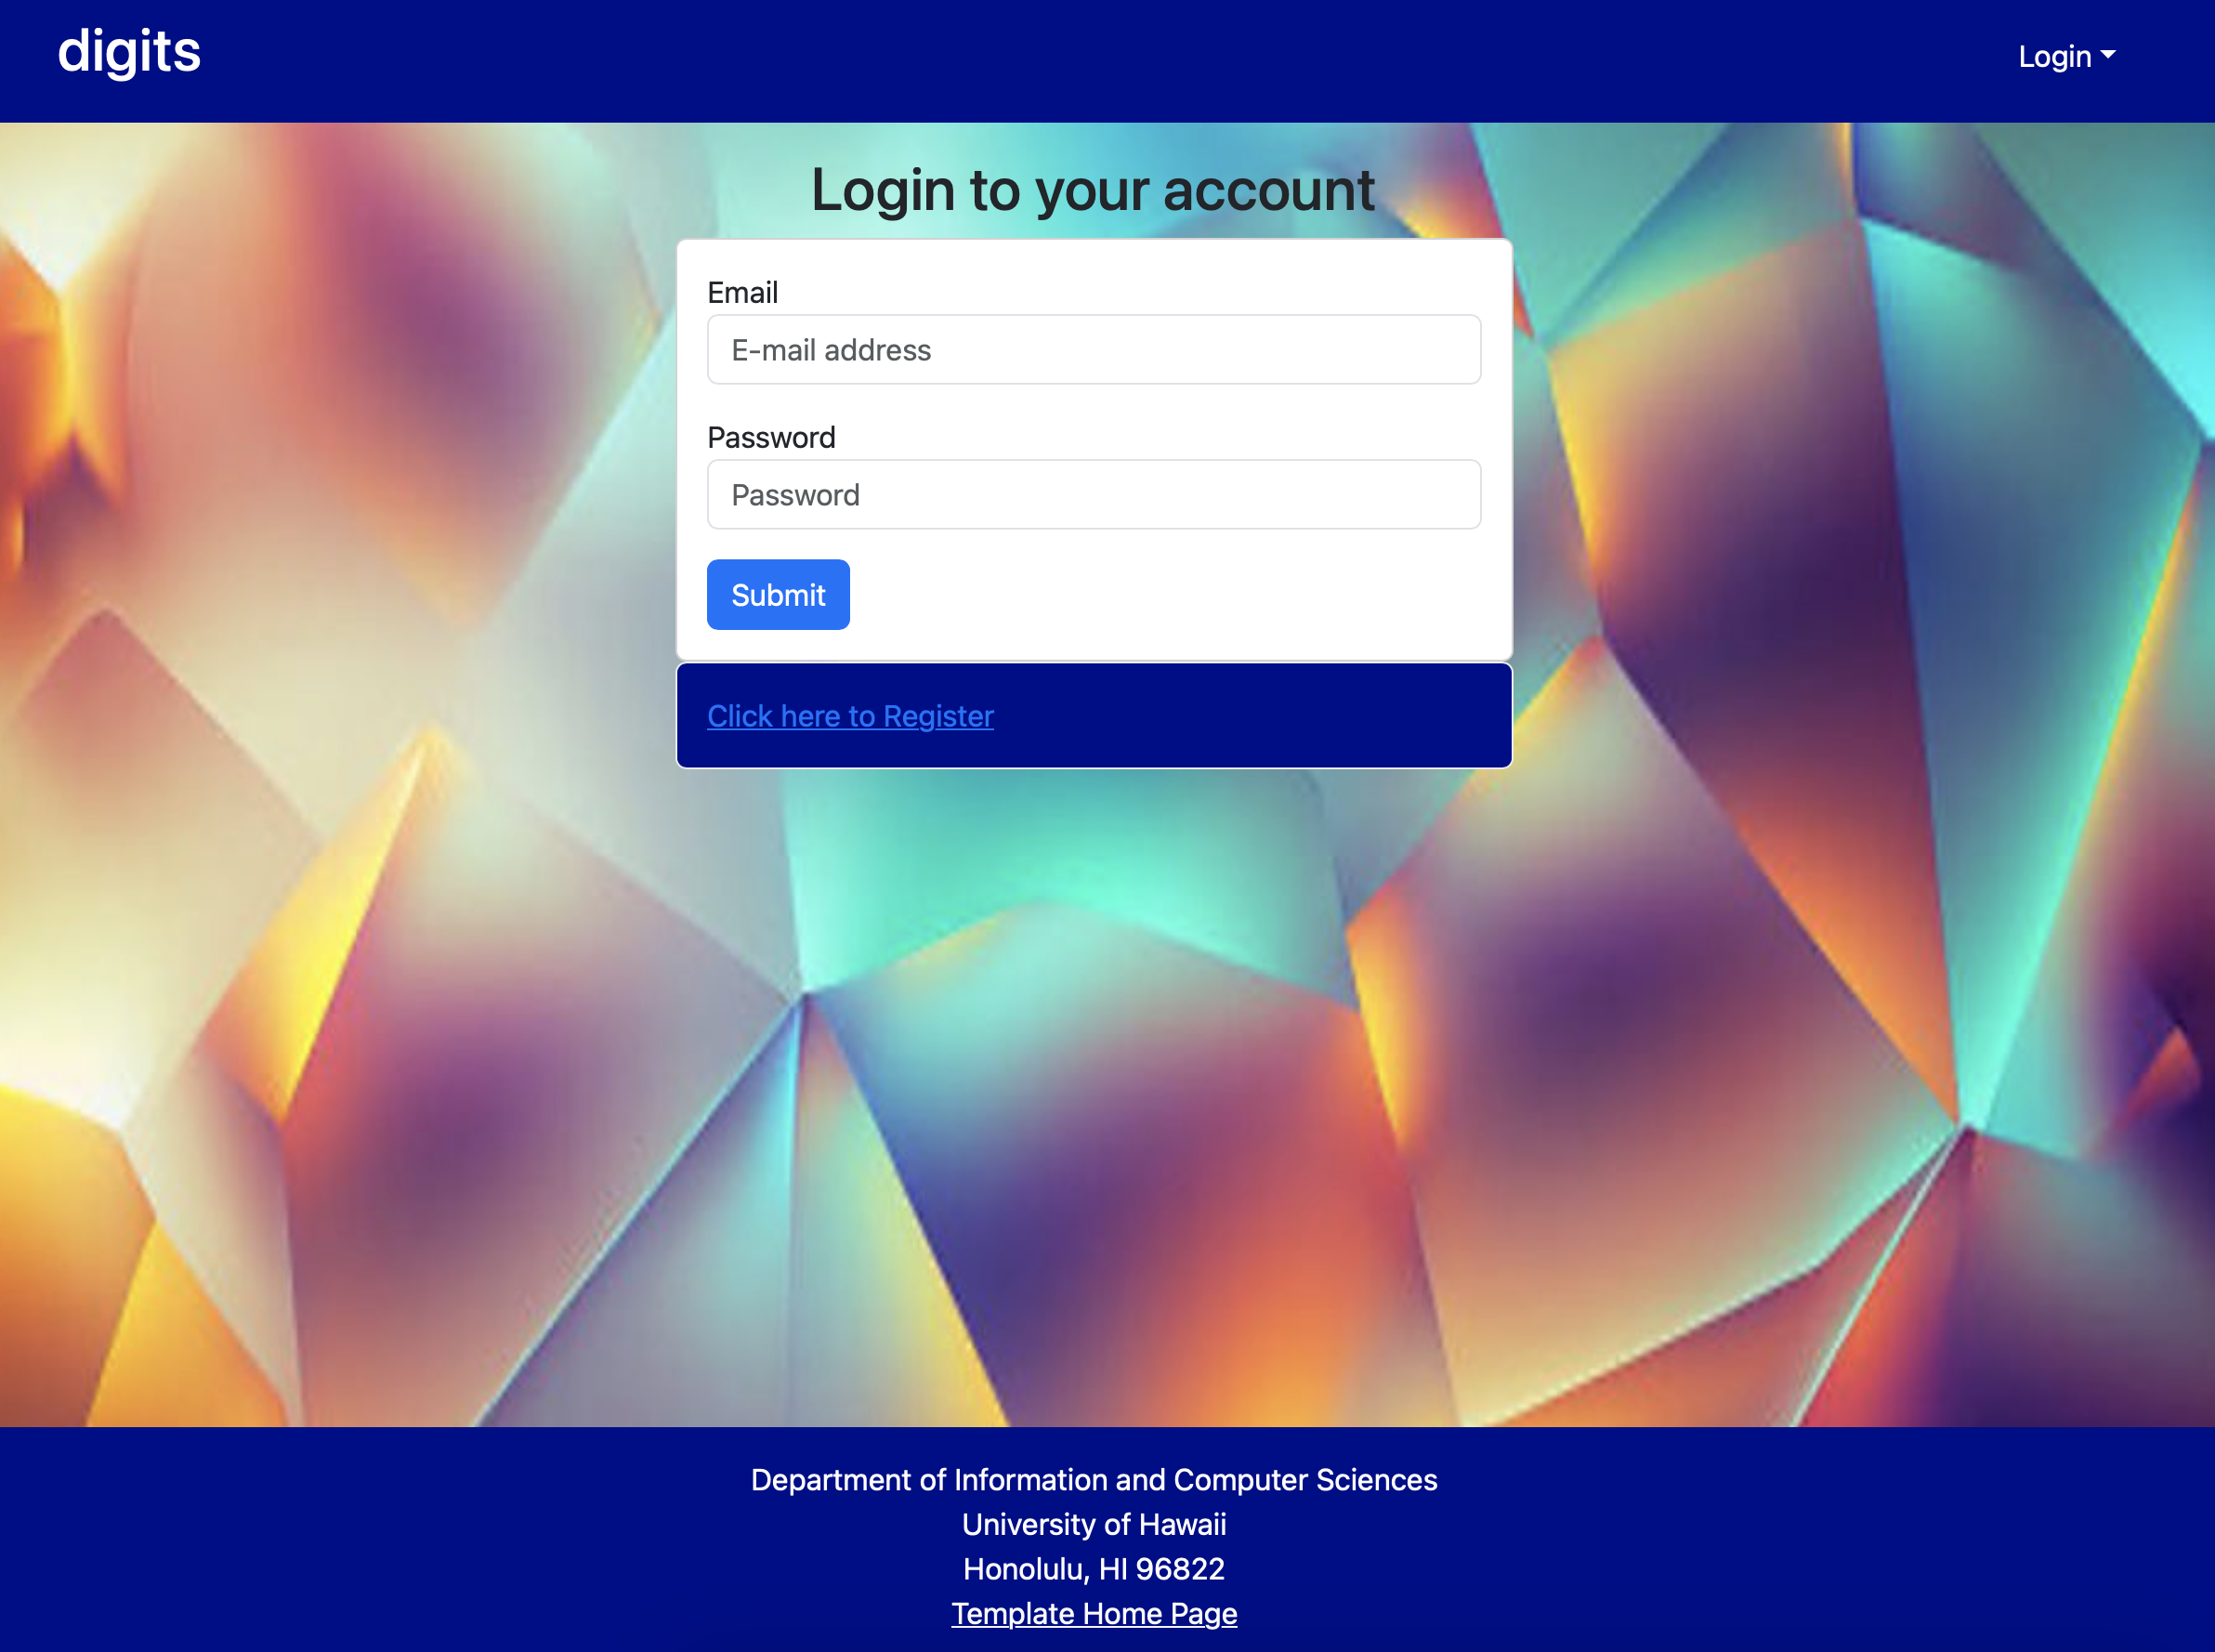 digits
Login
Login to your account
Email
E-mail address
Password
Password
Submit
Click here to Register
Department of Information and Computer Sciences
University of Hawaii
Honolulu, HI 96822
Template Home Page